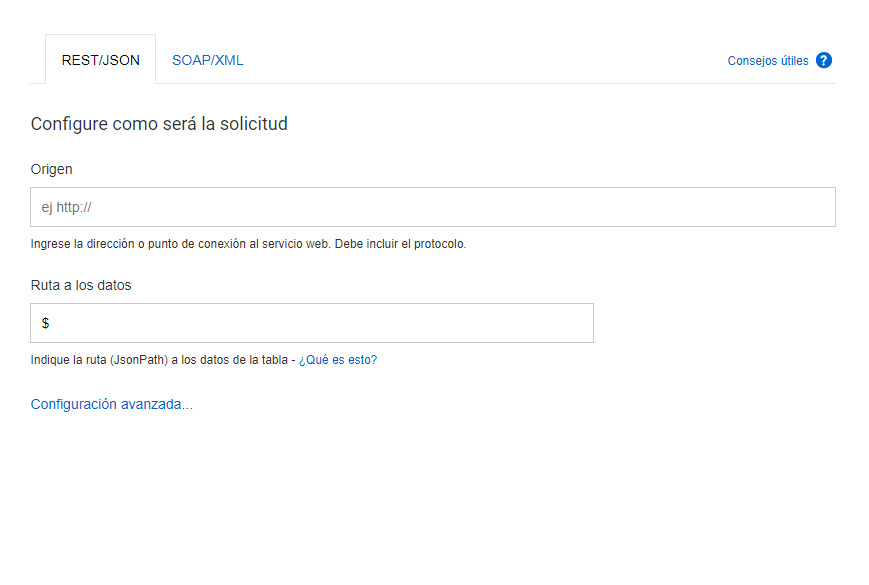 REST/JSON SOAP/XML Consejos útiles ?
Configure como será la solicitud
Origen
ej http://
Ingrese la dirección o punto de conexión al servicio web. Debe incluir el protocolo.
Ruta a los datos
$
Indique la ruta (JsonPath) a los datos de la tabla - ¿Qué es esto?
Configuración avanzada...